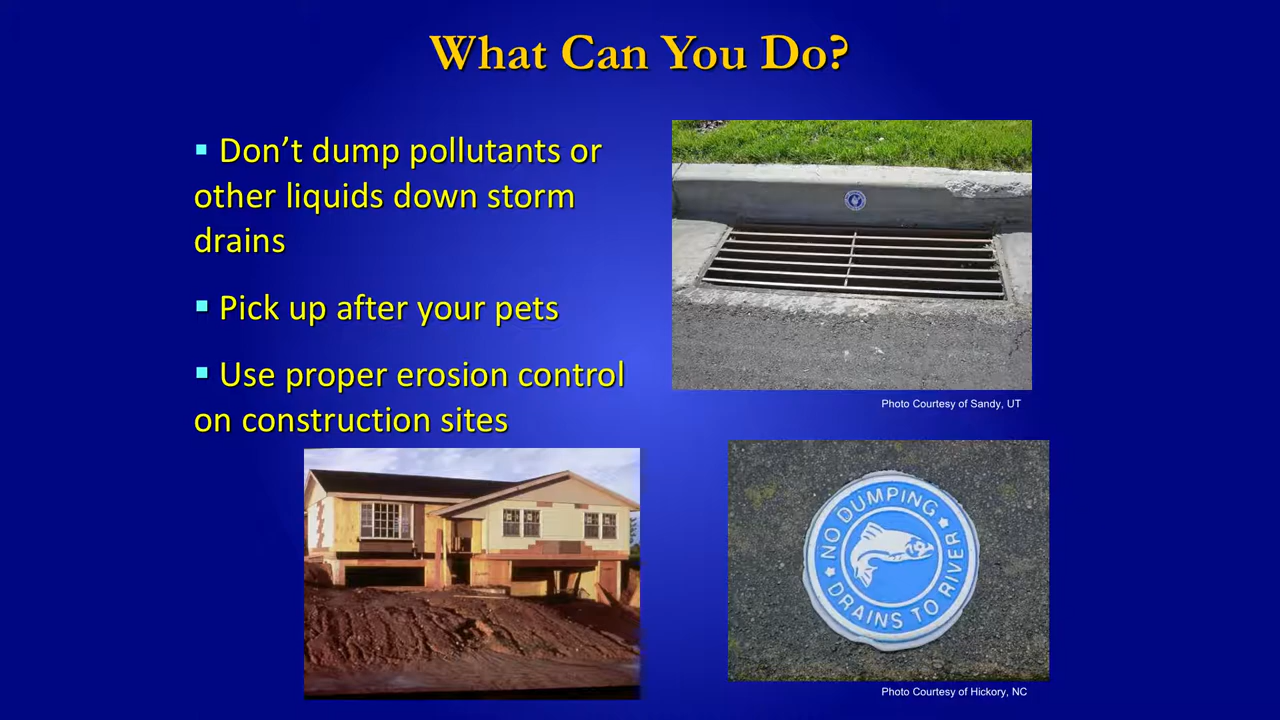 What Can You Do?
▪ Don’t dump pollutants or
other liquids down storm
drains
▪ Pick up after your pets
▪ Use proper erosion control
on construction sites
Photo Courtesy of Sandy, UT
NO DUMPING
DRAINS TO RIVER
Photo Courtesy of Hickory, NC